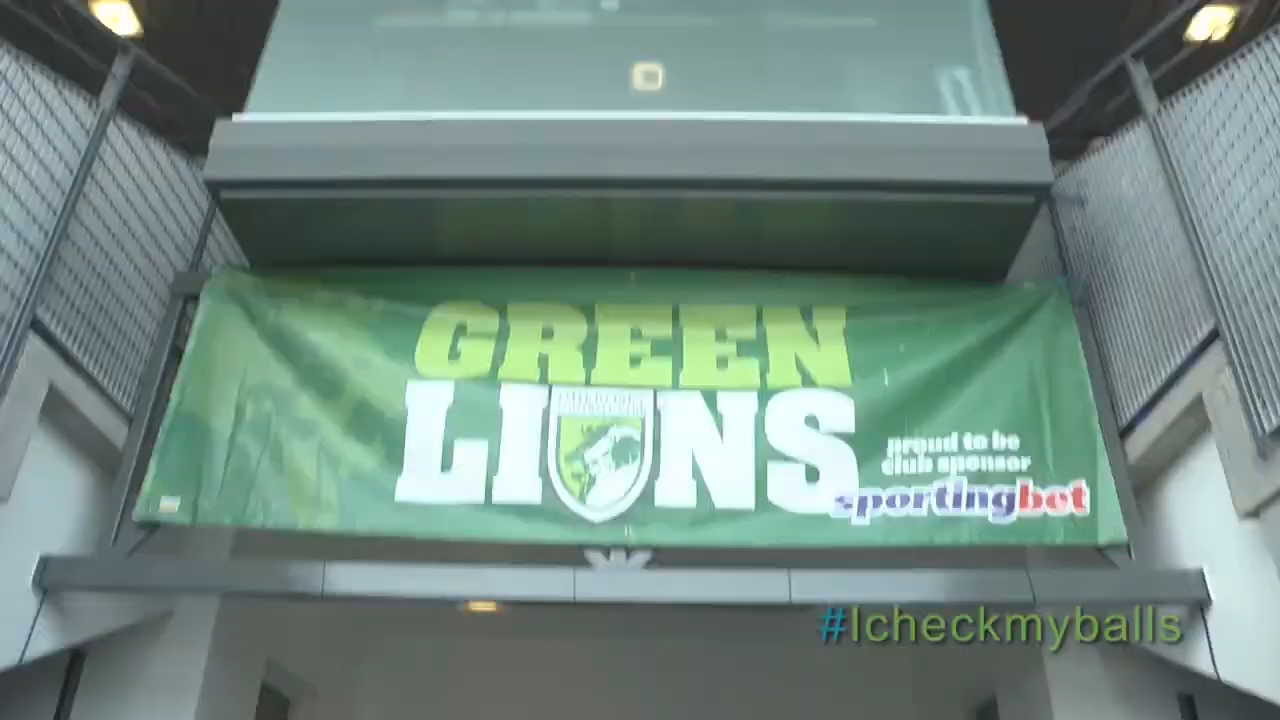 GREEN
LIONS
proud to be
club sponsor
sportingbet
#Icheckmyballs